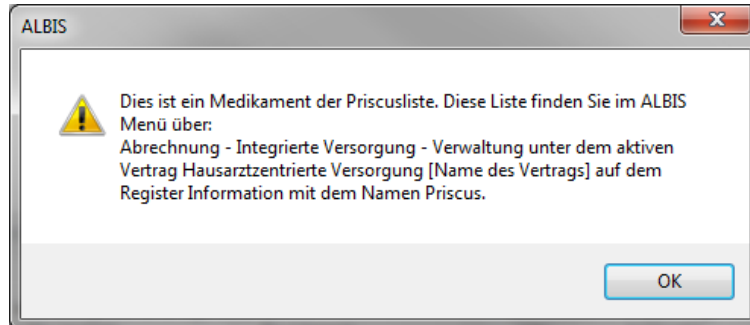 ALBIS
Dies ist ein Medikament der Priscusliste. Diese Liste finden Sie im ALBIS
Menü über:
Abrechnung - Integrierte Versorgung - Verwaltung unter dem aktiven
Vertrag Hausarztzentrierte Versorgung [Name des Vertrags] auf dem
Register Information mit dem Namen Priscus.
OK